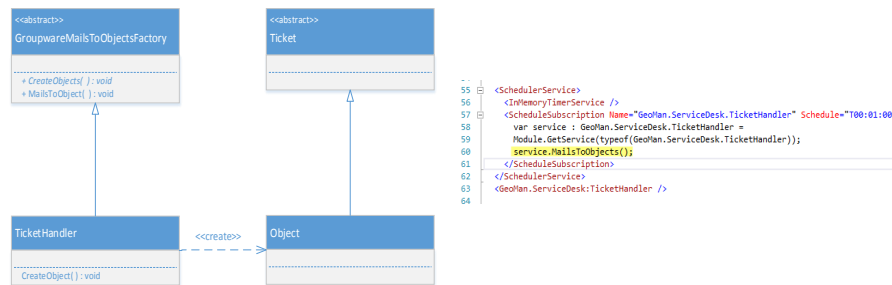 <<abstract>>
GroupwareMailsToObjectsFactory
+ CreateObjects( ) : void
+ MailsToObject( ) : void
<<abstract>>
Ticket
TicketHandler
CreateObject( ) : void
<<create>>
Object
55 <SchedulerService>
56 <InMemoryTimerService />
57 <ScheduleSubscription Name="GeoMan.ServiceDesk.TicketHandler" Schedule="T00:01:00
58 var service : GeoMan.ServiceDesk.TicketHandler =
59 Module.GetService(typeof(GeoMan.ServiceDesk.TicketHandler));
60 service.MailsToObjects();
61 </ScheduleSubscription>
62 </SchedulerService>
63 <GeoMan.ServiceDesk:TicketHandler />
64